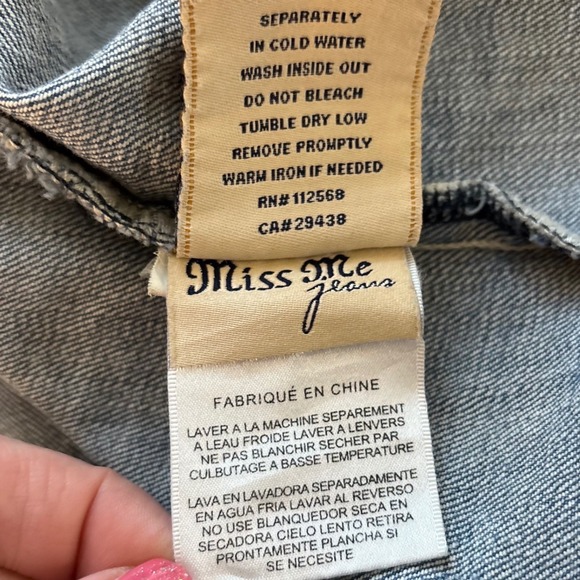 SEPARATELY
IN COLD WATER
WASH INSIDE OUT
DO NOT BLEACH
TUMBLE DRY LOW
REMOVE PROMPTLY
WARM IRON IF NEEDED
RN# 112568
CA# 29438
Miss Me
jeans
FABRIQUÉ EN CHINE
LAVER A LA MACHINE SEPAREMENT
A LEAU FROIDE LAVER A LENVERS
NE PAS BLANCHIR SECHER PAR
CULBUTAGE A BASSE TEMPERATURE
LAVA EN LAVADORA SEPARADAMENTE
EN AGUA FRIA LAVAR AL REVERSO
NO USE BLANQUEDOR SECA EN
SECADORA CIELO LENTO RETIRA
PRONTAMENTE PLANCHA SI
SE NECESITE